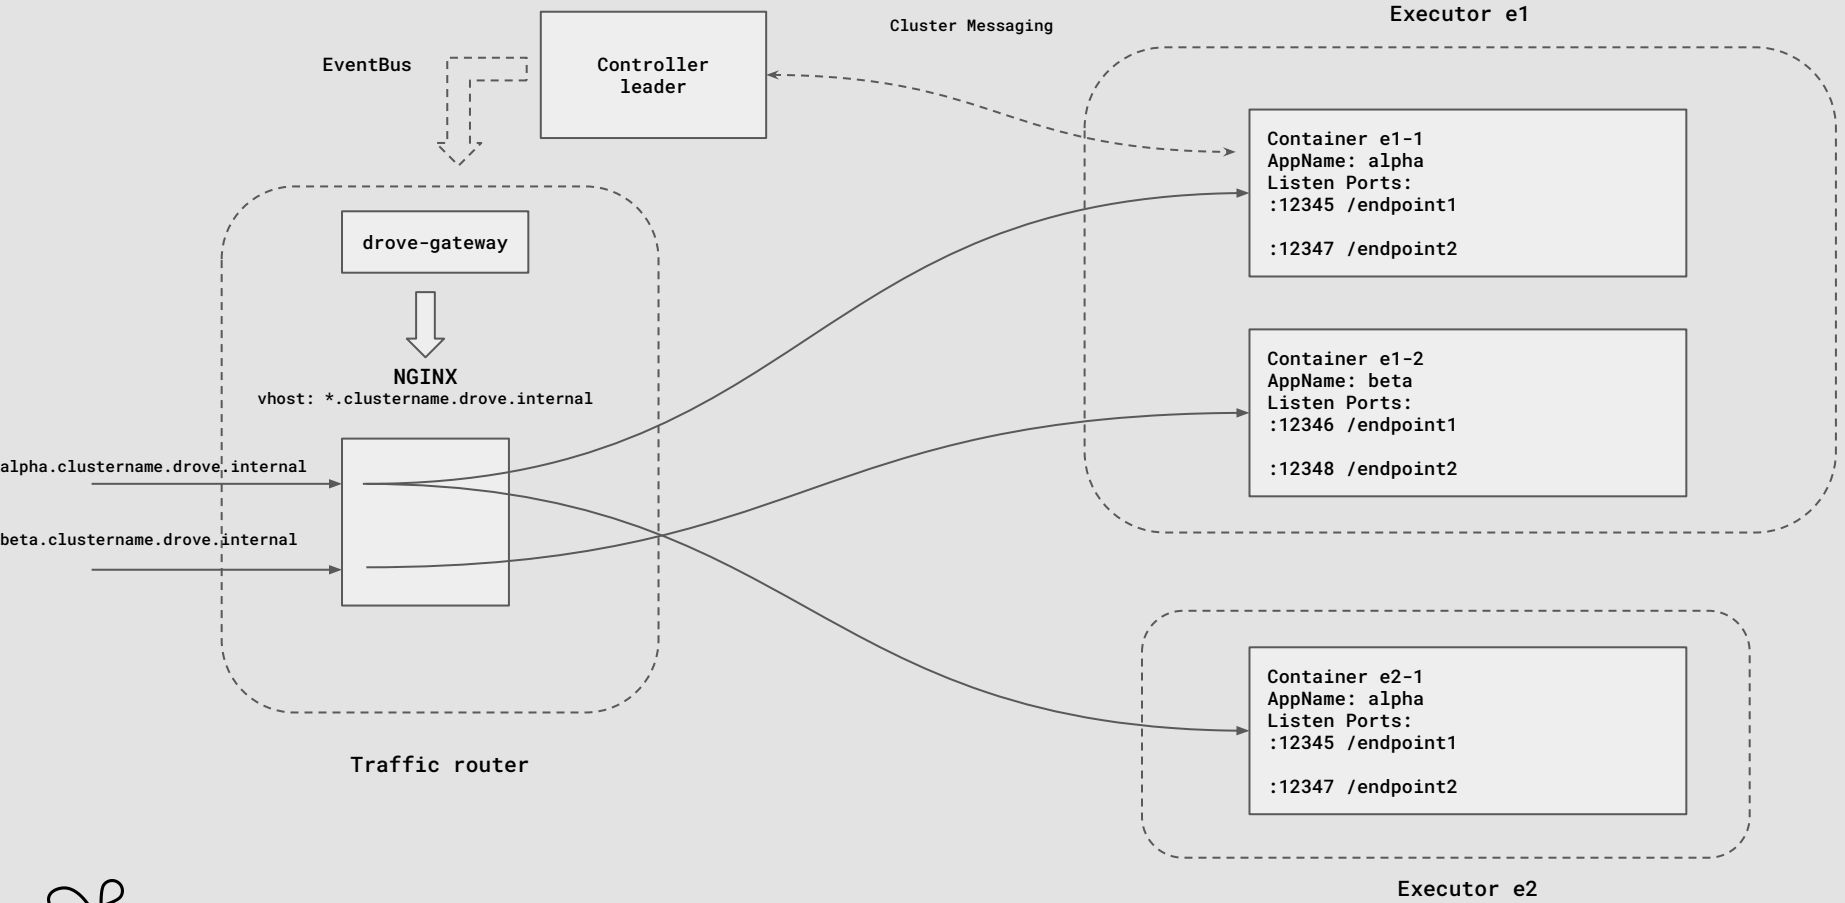 Executor e1
Cluster Messaging
EventBus
Controller
leader
Container e1-1
AppName: alpha
Listen Ports:
:12345 /endpoint1
:12347 /endpoint2
drove-gateway
NGINX
vhost: *.clustername.drove.internal
Container e1-2
AppName: beta
Listen Ports:
:12346 /endpoint1
:12348 /endpoint2
alpha.clustername.drove.internal
beta.clustername.drove.internal
Traffic router
Container e2-1
AppName: alpha
Listen Ports:
:12345 /endpoint1
:12347 /endpoint2
Executor e2